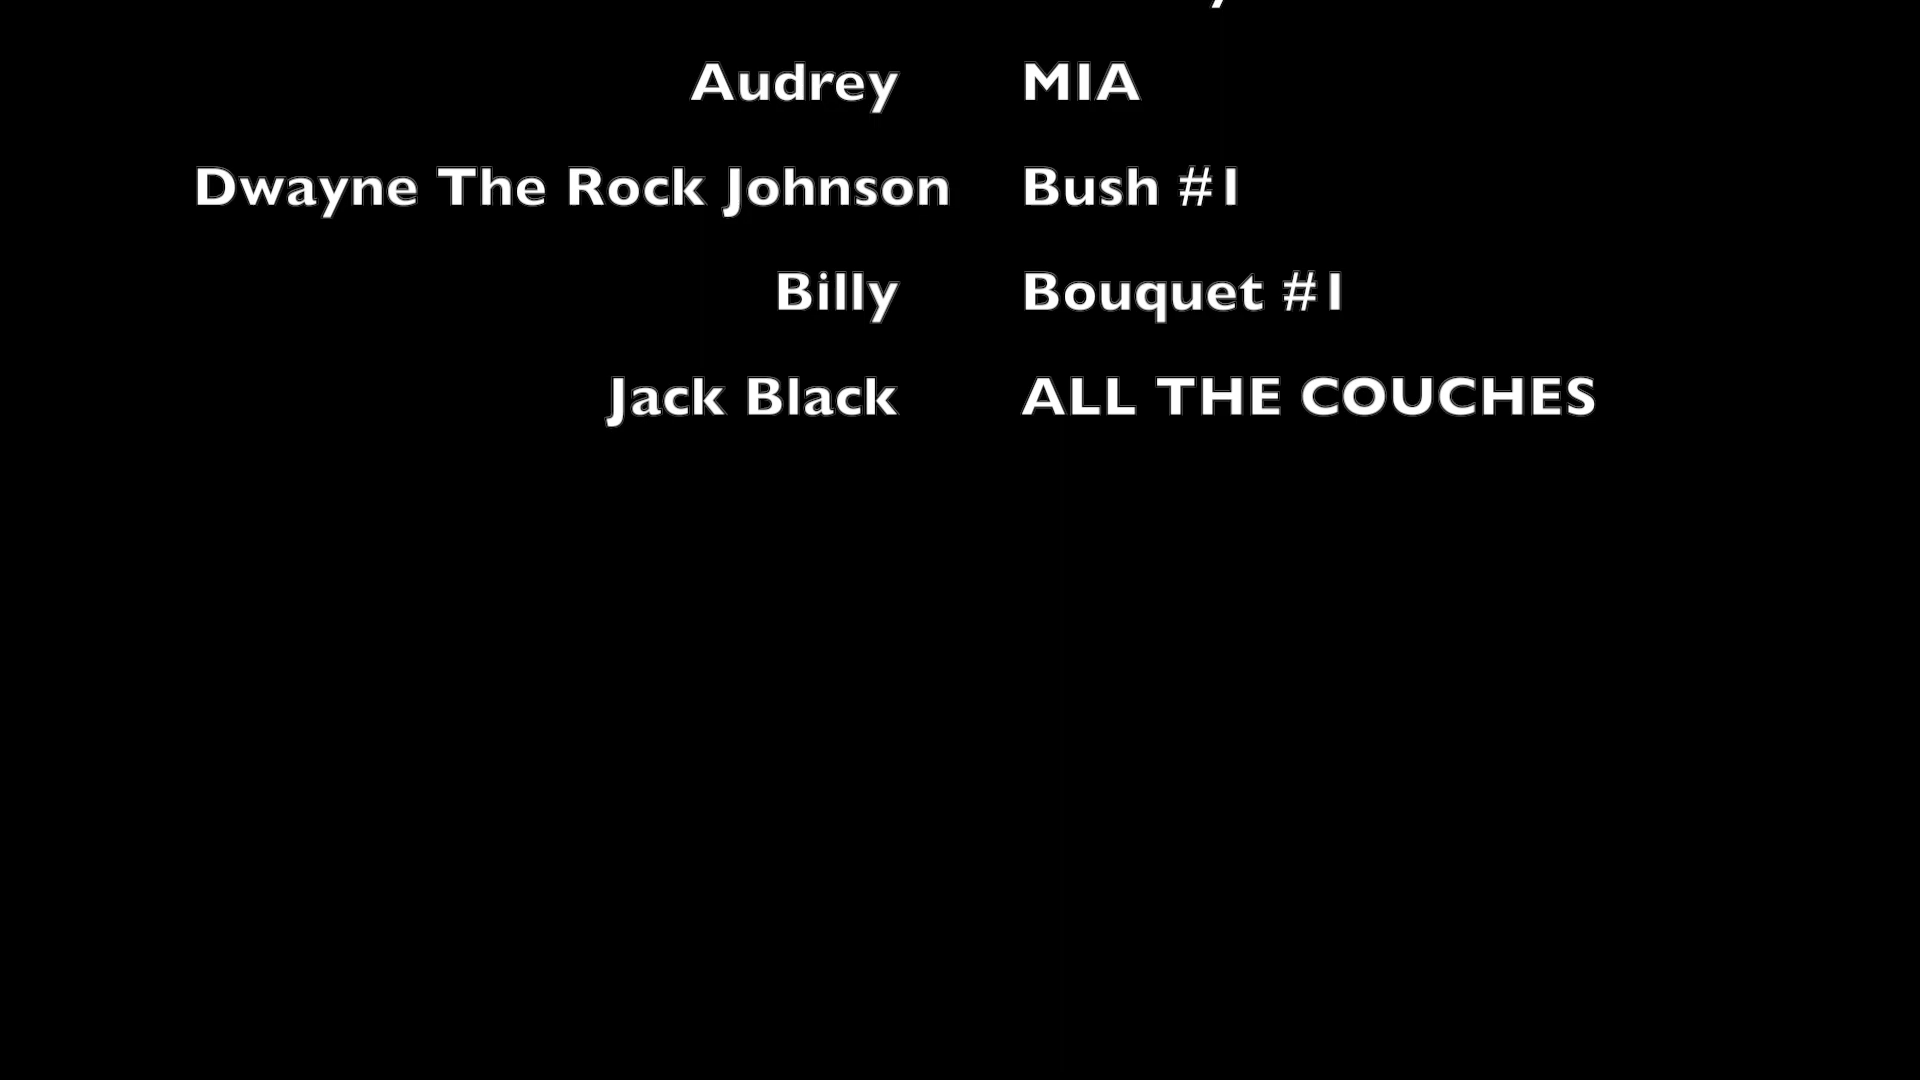 Audrey MIA
Dwayne The Rock Johnson Bush #1
Billy Bouquet #1
Jack Black ALL THE COUCHES